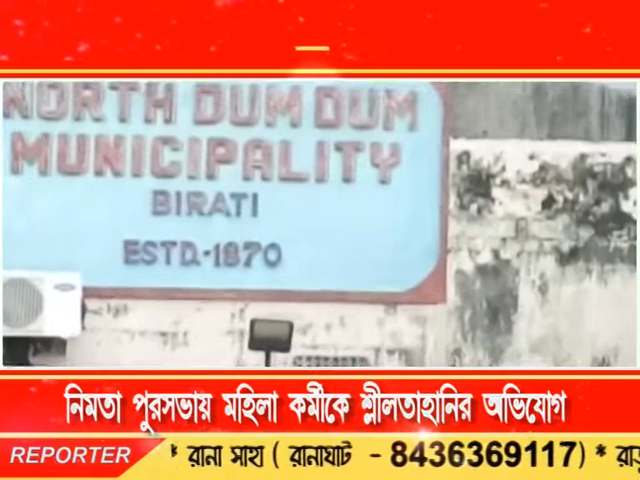 NORTH DUM DUM
MUNICIPALITY
BIRATI
ESTD.-1870
নিমতা পুরসভায় মহিলা কর্মীকে শ্লীলতাহানির অভিযোগ
REPORTER
* রানা সাহা ( রানাঘাট - 8436369117) *